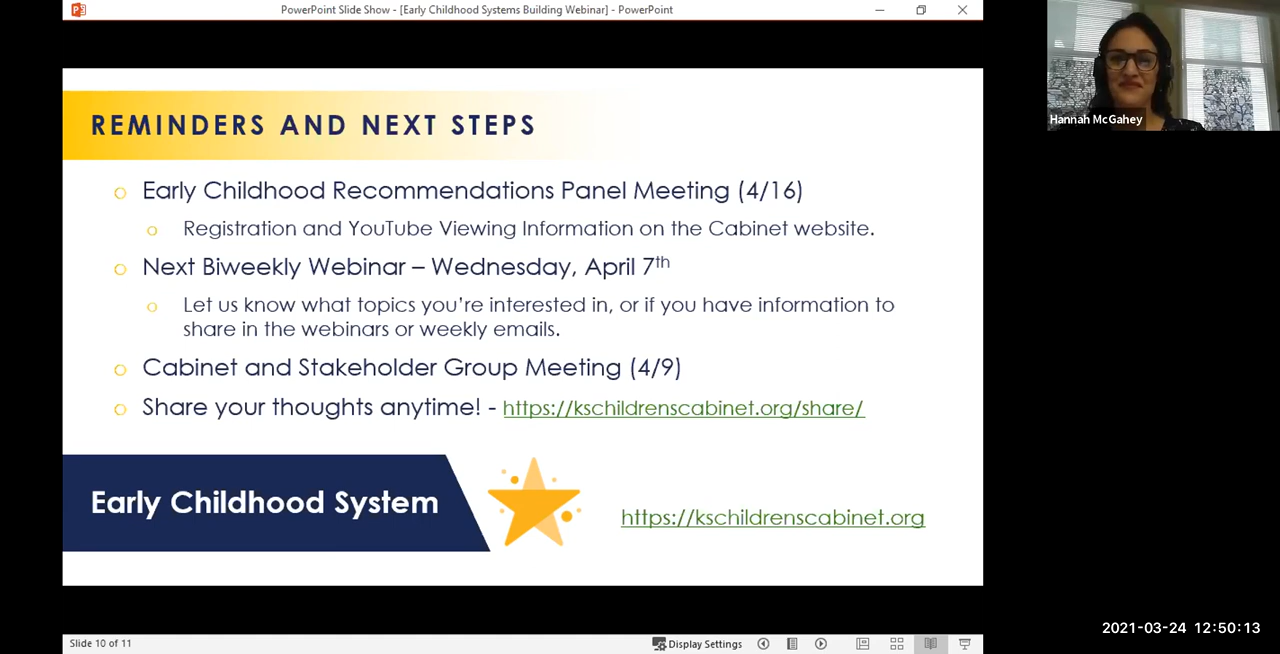 PowerPoint Slide Show - [Early Childhood Systems Building Webinar] - PowerPoint
Hannah McGahey
REMINDERS AND NEXT STEPS
Early Childhood Recommendations Panel Meeting (4/16)
Registration and YouTube Viewing Information on the Cabinet website.
Next Biweekly Webinar – Wednesday, April 7th
Let us know what topics you're interested in, or if you have information to
share in the webinars or weekly emails.
Cabinet and Stakeholder Group Meeting (4/9)
Share your thoughts anytime! - https://kschildrenscabinet.org/share/
Early Childhood System
https://kschildrenscabinet.org
2021-03-24 12:50:13
Slide 10 of 11
Display Settings